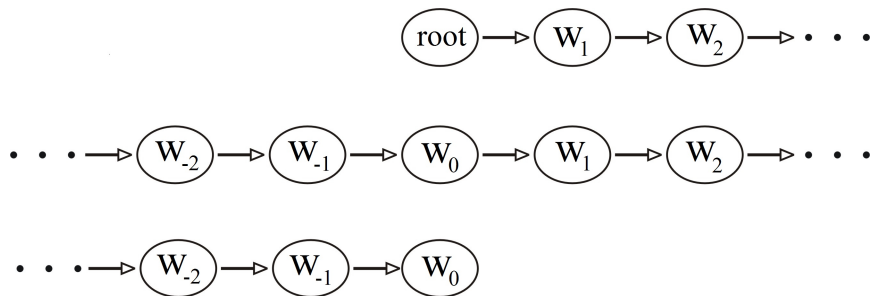 root W₁ W₂ . . .
. . . W₋₂ W₋₁ W₀ W₁ W₂ . . .
. . . W₋₂ W₋₁ W₀